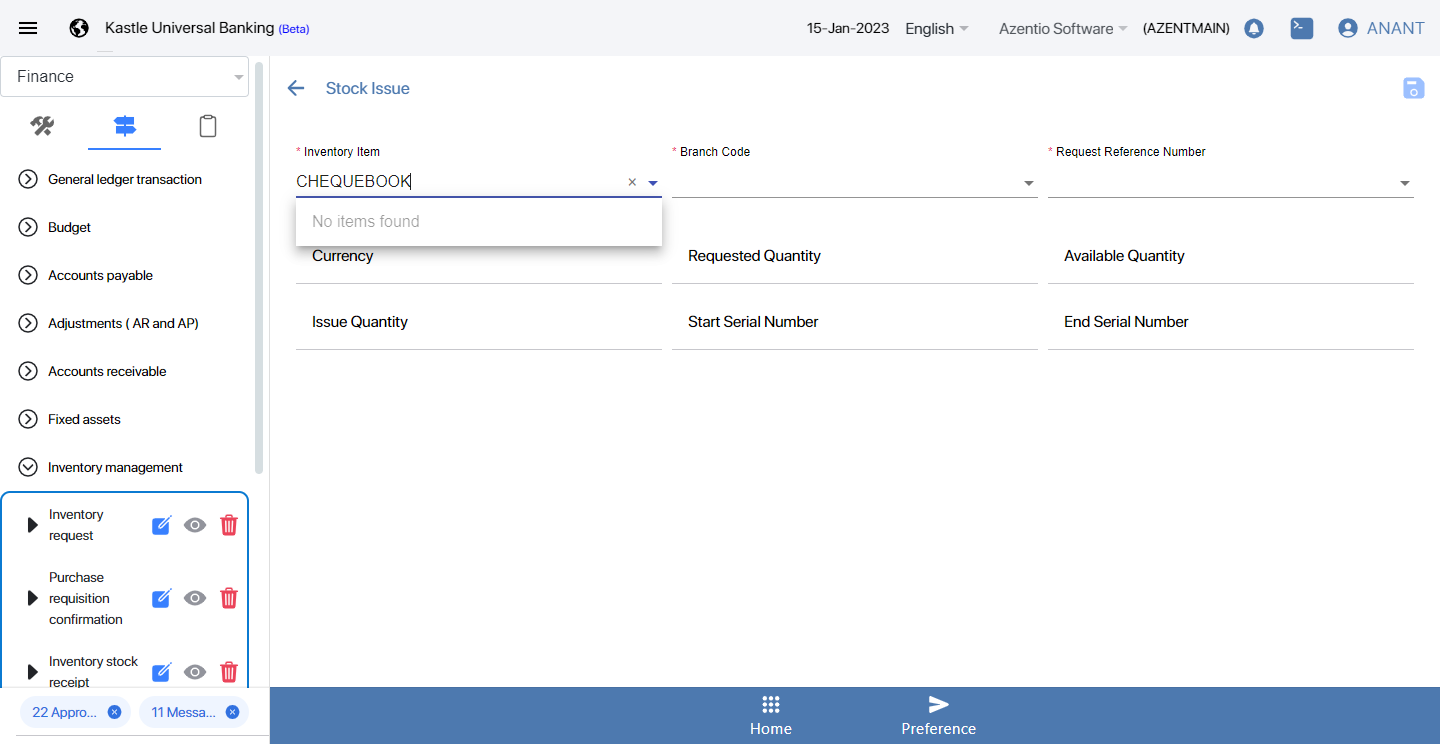 Kastle Universal Banking (Beta)
15-Jan-2023
English
Azentio Software
(AZENTMAIN)
ANANT
Finance
General ledger transaction
Budget
Accounts payable
Adjustments ( AR and AP)
Accounts receivable
Fixed assets
Inventory management
Inventory
request
Purchase
requisition
confirmation
Inventory stock
receipt
22 Appro...
11 Messa...
Stock Issue
* Inventory Item
* Branch Code
* Request Reference Number
CHEQUEBOOK
No items found
Currency
Requested Quantity
Available Quantity
Issue Quantity
Start Serial Number
End Serial Number
Home
Preference